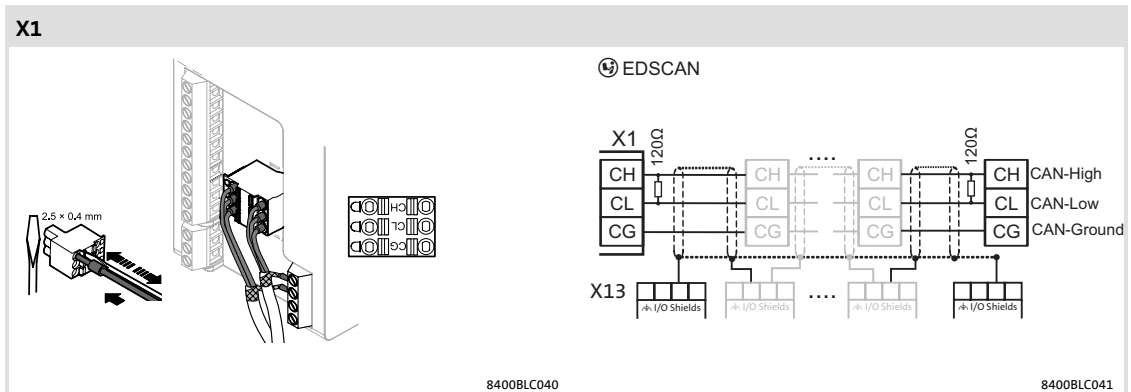 X1
2.5 × 0.4 mm
CH
CL
CG
8400BLC040
EDSCAN
X1
120Ω
....
120Ω
CH CH CH CH CAN-High
CL CL CL CL CAN-Low
CG CG CG CG CAN-Ground
X13
I/O Shields I/O Shields .... I/O Shields I/O Shields
8400BLC041